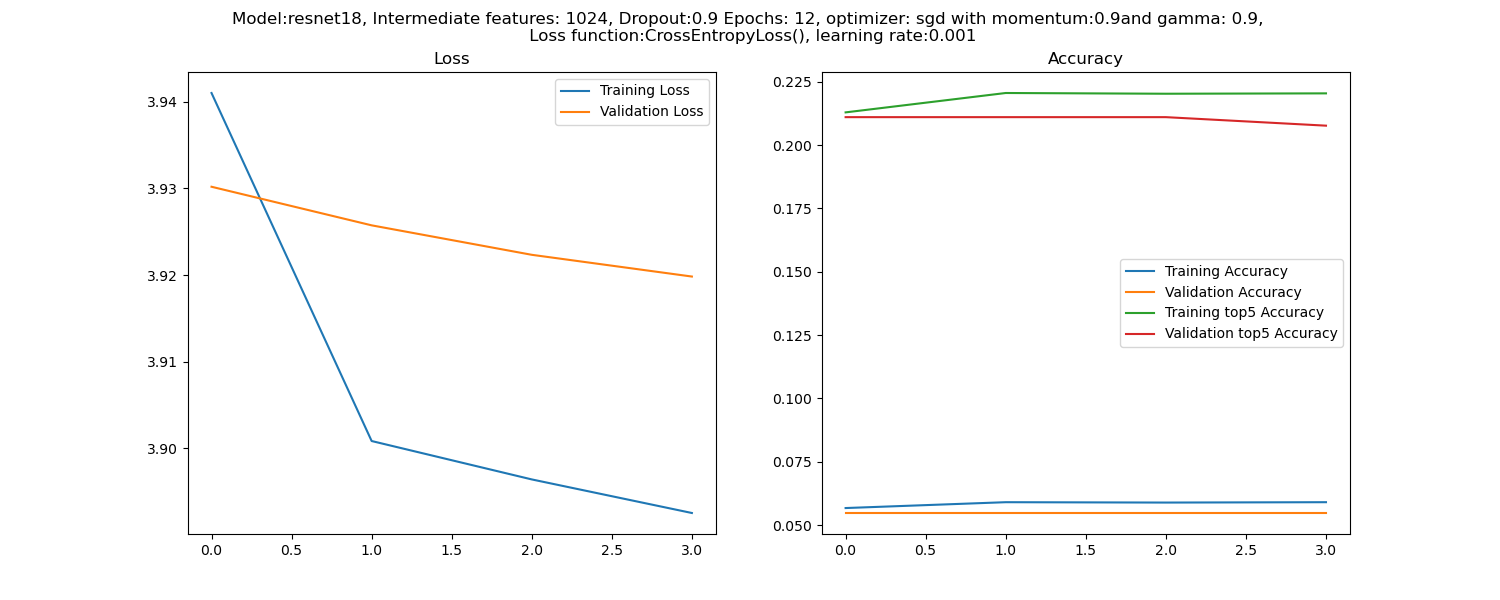 Model:resnet18, Intermediate features: 1024, Dropout:0.9 Epochs: 12, optimizer: sgd with momentum:0.9and gamma: 0.9,
Loss function:CrossEntropyLoss(), learning rate:0.001
Loss
3.94
3.93
3.92
3.91
3.90
0.0 0.5 1.0 1.5 2.0 2.5 3.0
Training Loss
Validation Loss
Accuracy
0.225
0.200
0.175
0.150
0.125
0.100
0.075
0.050
0.0 0.5 1.0 1.5 2.0 2.5 3.0
Training Accuracy
Validation Accuracy
Training top5 Accuracy
Validation top5 Accuracy